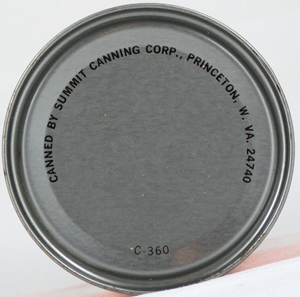 CANNED BY SUMMIT CANNING CORP., PRINCETON, W. VA. 24740
C-360